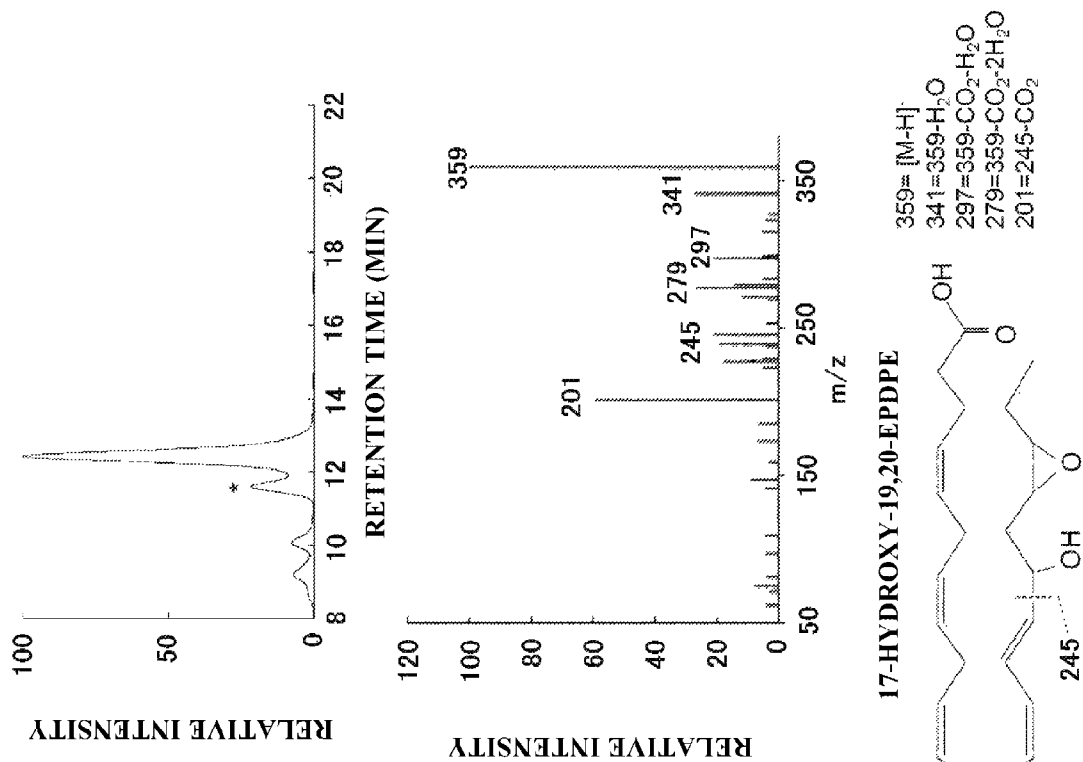 RELATIVE INTENSITY
100
50
0
*
8
10
12
14
16
18
20
22
RETENTION TIME (MIN)
RELATIVE INTENSITY
120
100
80
60
40
20
0
201
245
279
297
341
359
50
150
250
350
m/z
17-HYDROXY-19,20-EPDPE
OH
O
O
OH
245
359= [M-H]-
341=359-H2O
297=359-CO2-H2O
279=359-CO2-2H2O
201=245-CO2